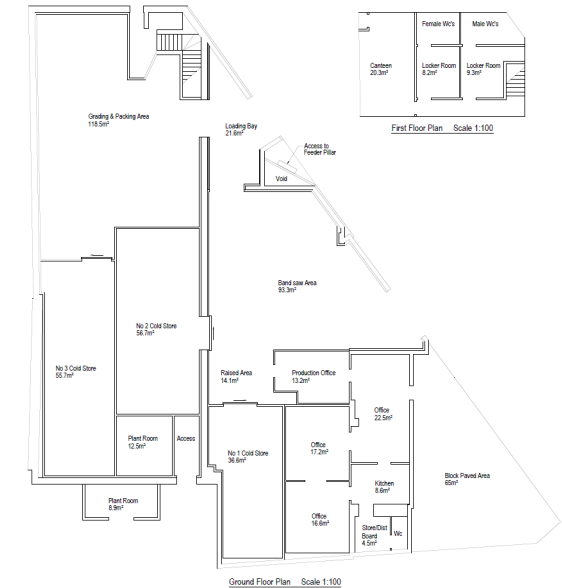 Female Wc's
Male Wc's
Canteen
20.3m²
Locker Room
8.2m²
Locker Room
9.3m²
First Floor Plan Scale 1:100
Grading & Packing Area
118.5m²
Loading Bay
21.6m²
Access to
Feeder Pillar
Void
Band saw Area
93.3m²
No 2 Cold Store
56.7m²
No 3 Cold Store
55.7m²
Raised Area
14.1m²
Production Office
13.2m²
Office
22.5m²
Plant Room
12.5m²
Access
No 1 Cold Store
36.6m²
Office
17.2m²
Block Paved Area
65m²
Kitchen
8.6m²
Plant Room
8.9m²
Office
16.6m²
Store/Dist
Board
4.5m²
Wc
Ground Floor Plan Scale 1:100